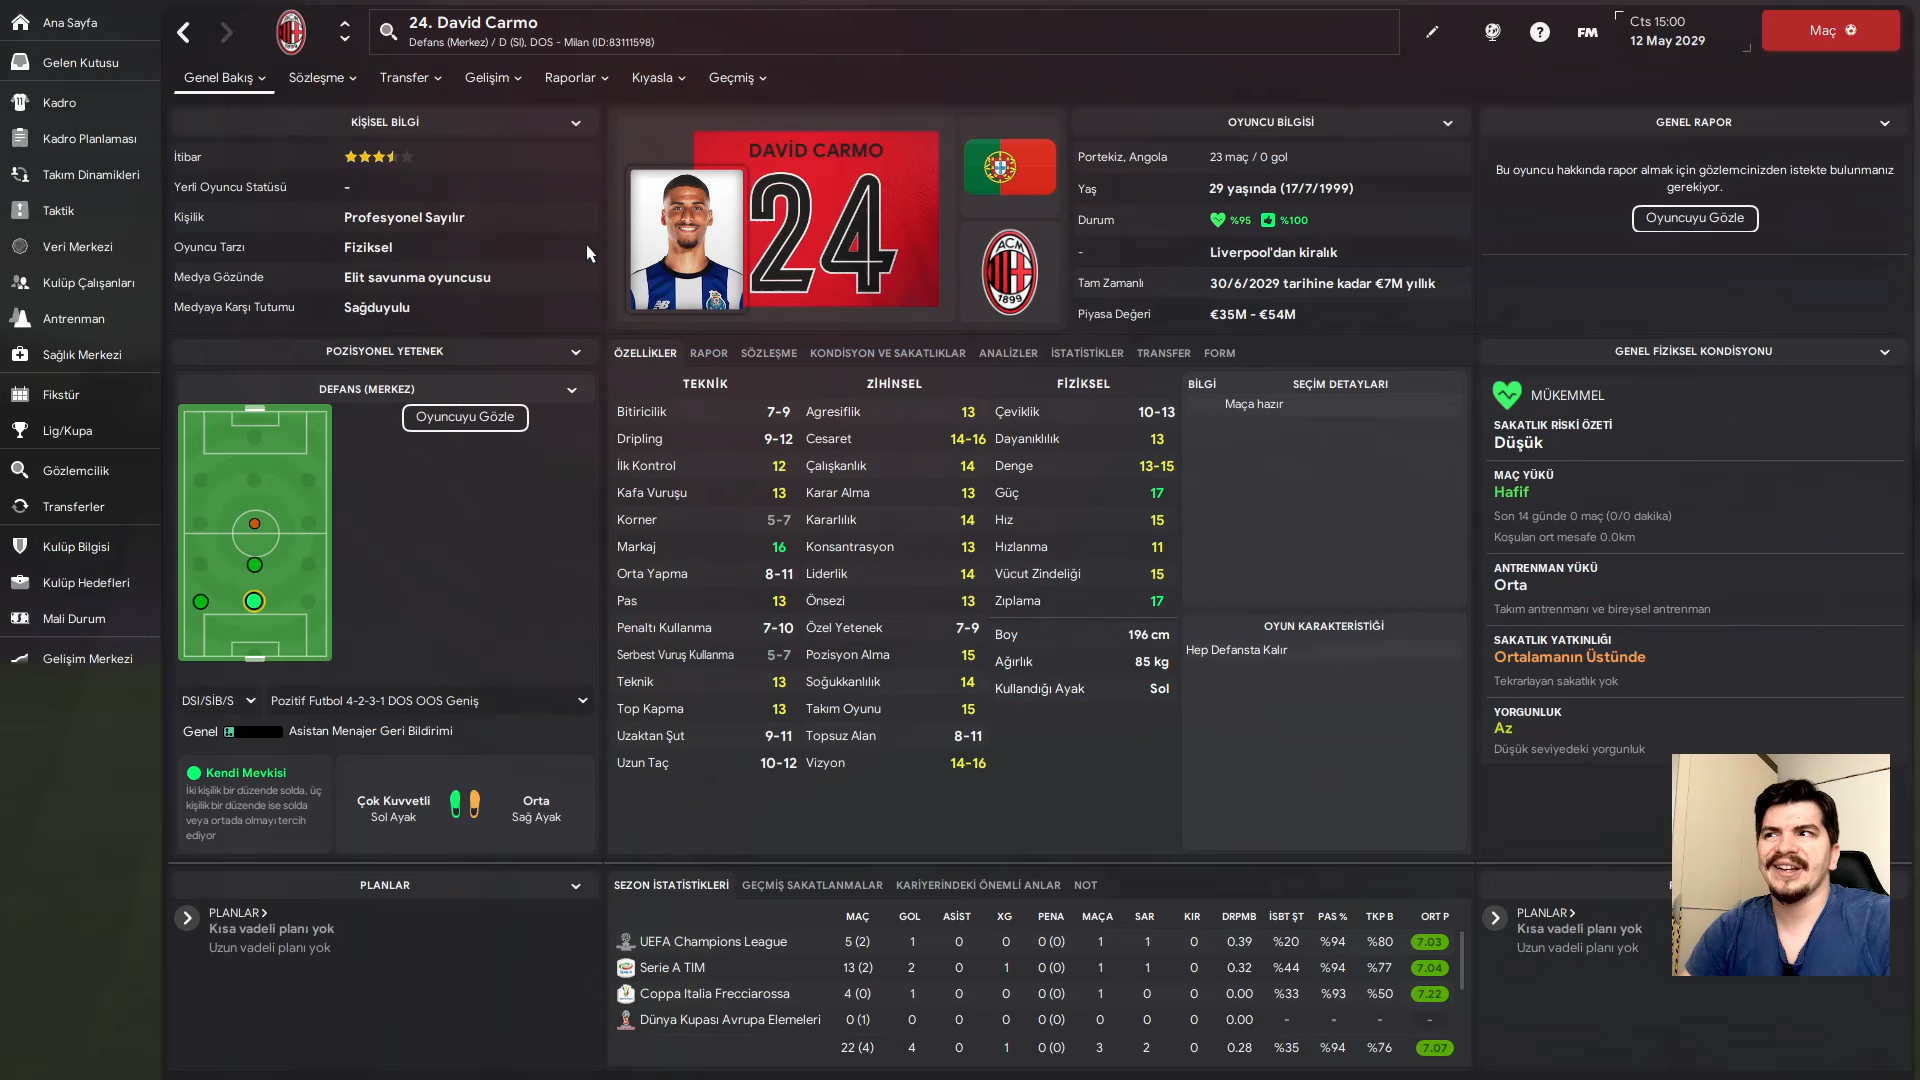 Ana Sayfa
Gelen Kutusu
Kadro
Kadro Planlaması
Takım Dinamikleri
Taktik
Veri Merkezi
Kulüp Çalışanları
Antrenman
Sağlık Merkezi
Fikstür
Lig/Kupa
Gözlemcilik
Transferler
Kulüp Bilgisi
Kulüp Hedefleri
Mali Durum
Gelişim Merkezi
24. David Carmo
Defans (Merkez) / D (Sl), DOS - Milan (ID:83111598)
FM
Cts 15:00
12 May 2029
Maç
Genel Bakış
Sözleşme
Transfer
Gelişim
Raporlar
Kıyasla
Geçmiş
KİŞİSEL BİLGİ
İtibar
Yerli Oyuncu Statüsü -
Kişilik Profesyonel Sayılır
Oyuncu Tarzı Fiziksel
Medya Gözünde Elit savunma oyuncusu
Medyaya Karşı Tutumu Sağduyulu
DAVİD CARMO
24
ACM
1899
OYUNCU BİLGİSİ
Portekiz, Angola 23 maç / 0 gol
Yaş 29 yaşında (17/7/1999)
Durum %95 %100
- Liverpool'dan kiralık
Tam Zamanlı 30/6/2029 tarihine kadar €7M yıllık
Piyasa Değeri €35M - €54M
GENEL RAPOR
Bu oyuncu hakkında rapor almak için gözlemcinizden istekte bulunmanız
gerekiyor.
Oyuncuyu Gözle
POZİSYONEL YETENEK
DEFANS (MERKEZ)
Oyuncuyu Gözle
DSI/SİB/S Pozitif Futbol 4-2-3-1 DOS OOS Geniş
Genel Asistan Menajer Geri Bildirimi
Kendi Mevkisi
İki kişilik bir düzende solda, üç
kişilik bir düzende ise solda
veya ortada olmayı tercih
ediyor
Çok Kuvvetli
Sol Ayak
Orta
Sağ Ayak
ÖZELLİKLER RAPOR SÖZLEŞME KONDİSYON VE SAKATLIKLAR ANALİZLER İSTATİSTİKLER TRANSFER FORM
TEKNİK
Bitiricilik 7-9
Dripling 9-12
İlk Kontrol 12
Kafa Vuruşu 13
Korner 5-7
Markaj 16
Orta Yapma 8-11
Pas 13
Penaltı Kullanma 7-10
Serbest Vuruş Kullanma 5-7
Teknik 13
Top Kapma 13
Uzaktan Şut 9-11
Uzun Taç 10-12
ZİHİNSEL
Agresiflik 13
Cesaret 14-16
Çalışkanlık 14
Karar Alma 13
Kararlılık 14
Konsantrasyon 13
Liderlik 14
Önsezi 13
Özel Yetenek 7-9
Pozisyon Alma 15
Soğukkanlılık 14
Takım Oyunu 15
Topsuz Alan 8-11
Vizyon 14-16
FİZİKSEL
Çeviklik 10-13
Dayanıklılık 13
Denge 13-15
Güç 17
Hız 15
Hızlanma 11
Vücut Zindeliği 15
Zıplama 17
Boy 196 cm
Ağırlık 85 kg
Kullandığı Ayak Sol
BİLGİ SEÇİM DETAYLARI
Maça hazır
OYUN KARAKTERİSTİĞİ
Hep Defansta Kalır
GENEL FİZİKSEL KONDİSYONU
MÜKEMMEL
SAKATLIK RİSKİ ÖZETİ
Düşük
MAÇ YÜKÜ
Hafif
Son 14 günde 0 maç (0/0 dakika)
Koşulan ort mesafe 0.0km
ANTRENMAN YÜKÜ
Orta
Takım antrenmanı ve bireysel antrenman
SAKATLIK YATKINLIĞI
Ortalamanın Üstünde
Tekrarlayan sakatlık yok
YORGUNLUK
Az
Düşük seviyedeki yorgunluk
PLANLAR
PLANLAR
Kısa vadeli planı yok
Uzun vadeli planı yok
SEZON İSTATİSTİKLERİ GEÇMİŞ SAKATLANMALAR KARİYERİNDEKİ ÖNEMLİ ANLAR NOT
MAÇ GOL ASİST XG PENA MAÇA SAR KIR DRPMB İSBT ŞT PAS % TKP B ORT P
UEFA Champions League 5 (2) 1 0 0 0 (0) 1 1 0 0.39 %20 %94 %80 7.03
Serie A TIM 13 (2) 2 0 1 0 (0) 1 1 0 0.32 %44 %94 %77 7.04
Coppa Italia Frecciarossa 4 (0) 1 0 0 0 (0) 1 0 0 0.00 %33 %93 %50 7.22
Dünya Kupası Avrupa Elemeleri 0 (1) 0 0 0 0 (0) 0 0 0 0.00 - - - -
22 (4) 4 0 1 0 (0) 3 2 0 0.28 %35 %94 %76 7.07
PLANLAR
Kısa vadeli planı yok
Uzun vadeli planı yok